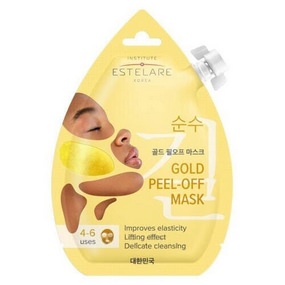 INSTITUTE
ESTELARE
KOREA
순수
골드 필오프 마스크
GOLD
PEEL-OFF
MASK
4-6
uses
Improves elasticity
Lifting effect
Delicate cleansing
대한민국